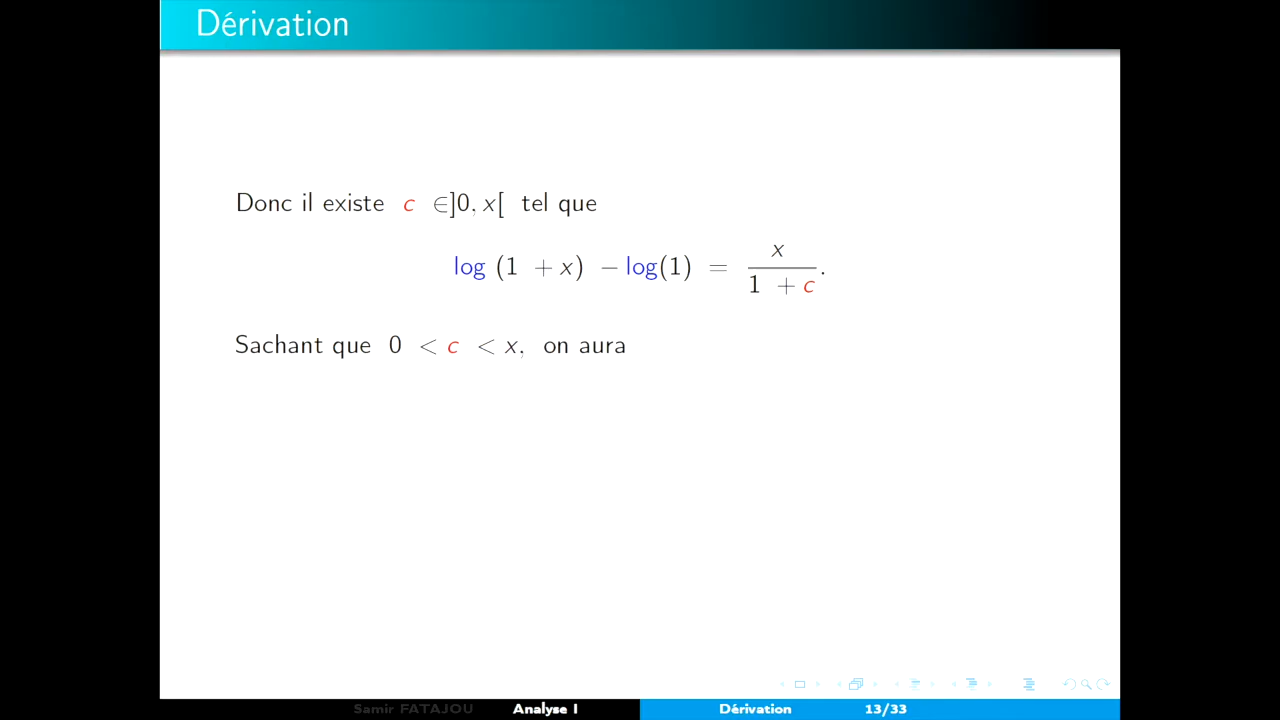 Dérivation
Donc il existe c ∈]0, x[ tel que
log (1 + x) − log(1) = x / (1 + c).
Sachant que 0 < c < x, on aura
Samir FATAJOU Analyse I Dérivation 13/33